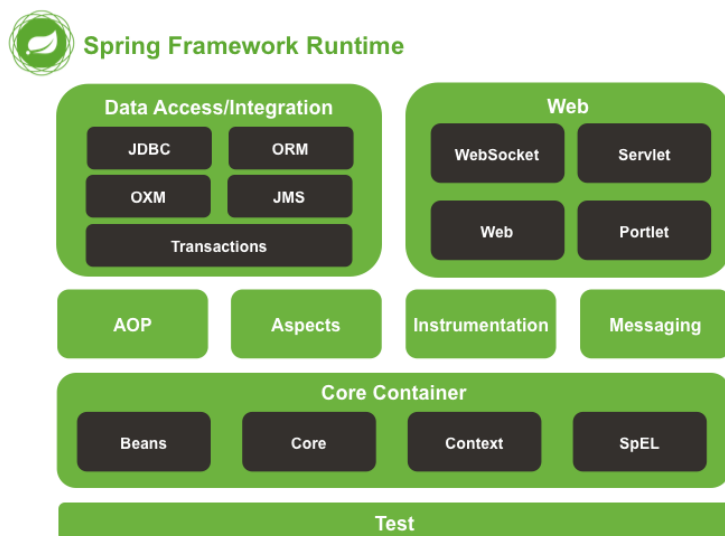 Spring Framework Runtime
Data Access/Integration
JDBC
ORM
OXM
JMS
Transactions
Web
WebSocket
Servlet
Web
Portlet
AOP
Aspects
Instrumentation
Messaging
Core Container
Beans
Core
Context
SpEL
Test